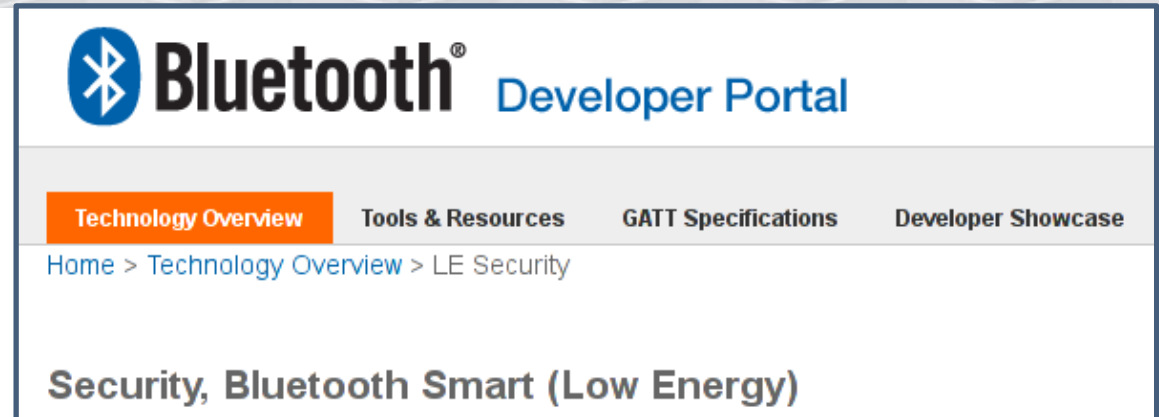 Bluetooth® Developer Portal
Technology Overview Tools & Resources GATT Specifications Developer Showcase
Home > Technology Overview > LE Security
Security, Bluetooth Smart (Low Energy)